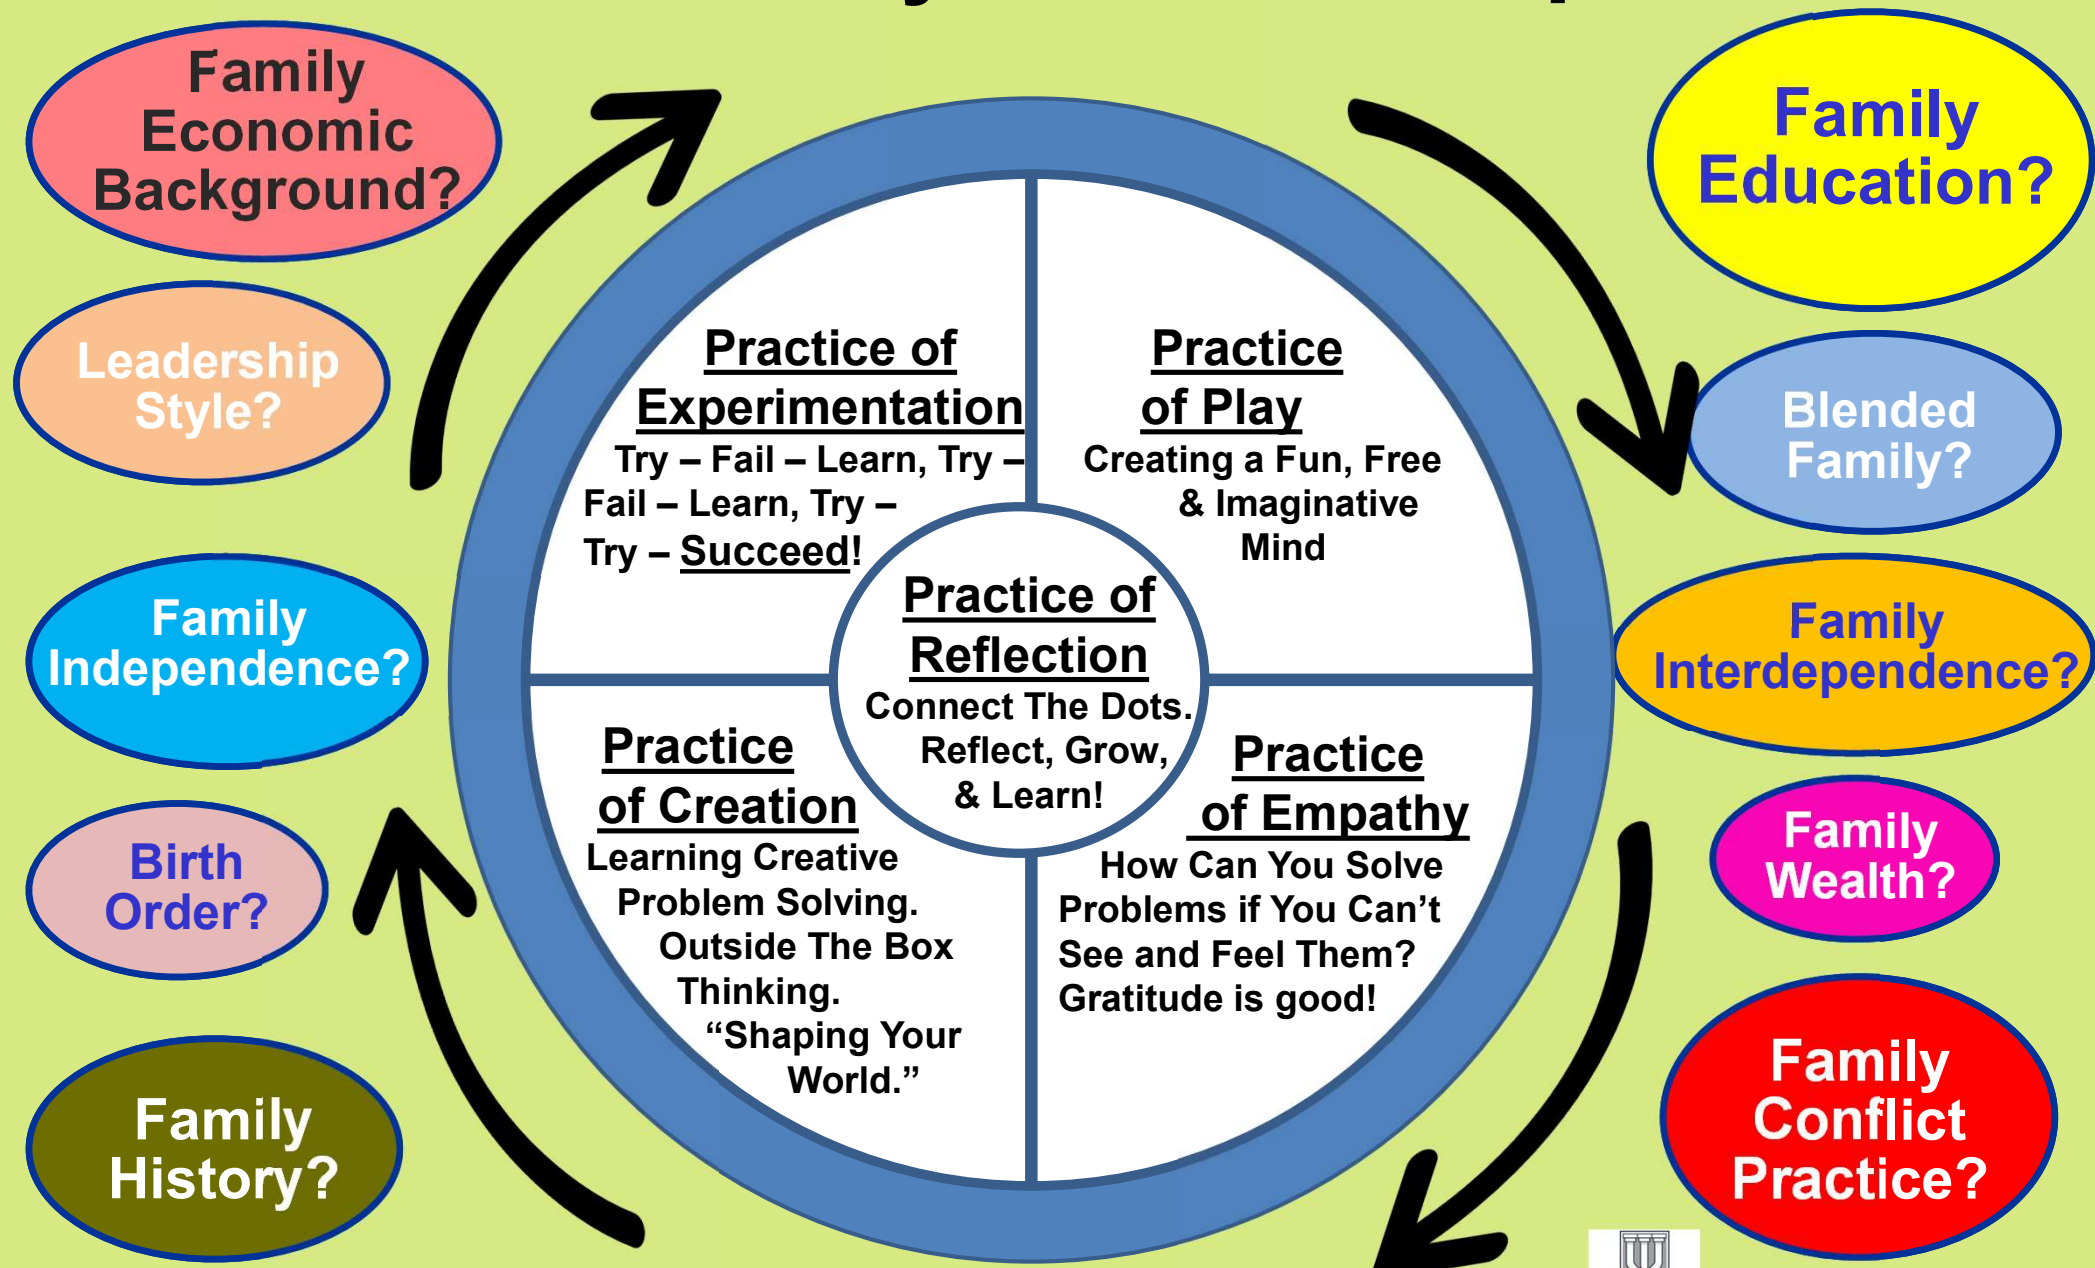 Family
Economic
Background?
Leadership
Style?
Family
Independence?
Birth
Order?
Family
History?
Practice of
Experimentation
Try – Fail – Learn, Try –
Fail – Learn, Try –
Try – Succeed!
Practice
of Play
Creating a Fun, Free
& Imaginative
Mind
Practice of
Reflection
Connect The Dots.
Reflect, Grow,
& Learn!
Practice
of Creation
Learning Creative
Problem Solving.
Outside The Box
Thinking.
“Shaping Your
World.”
Practice
of Empathy
How Can You Solve
Problems if You Can’t
See and Feel Them?
Gratitude is good!
Family
Education?
Blended
Family?
Family
Interdependence?
Family
Wealth?
Family
Conflict
Practice?